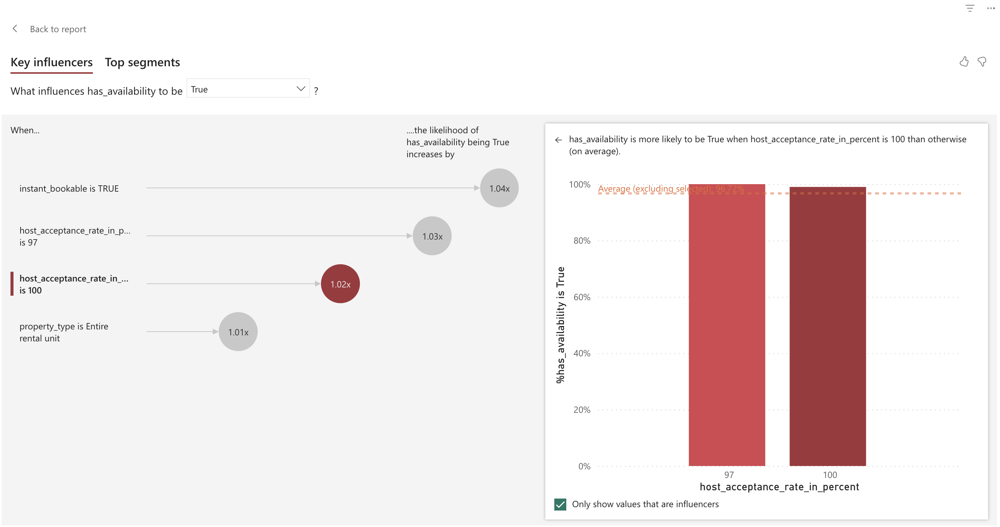 Back to report
Key influencers Top segments
What influences has_availability to be True ?
When...
....the likelihood of
has_availability being True
increases by
instant_bookable is TRUE
1.04x
host_acceptance_rate_in_p...
is 97
1.03x
host_acceptance_rate_in_...
is 100
1.02x
property_type is Entire
rental unit
1.01x
has_availability is more likely to be True when host_acceptance_rate_in_percent is 100 than otherwise
(on average).
100%
Average (excluding selected): 96.72%
80%
60%
40%
20%
0%
%has_availability is True
97 100
host_acceptance_rate_in_percent
Only show values that are influencers